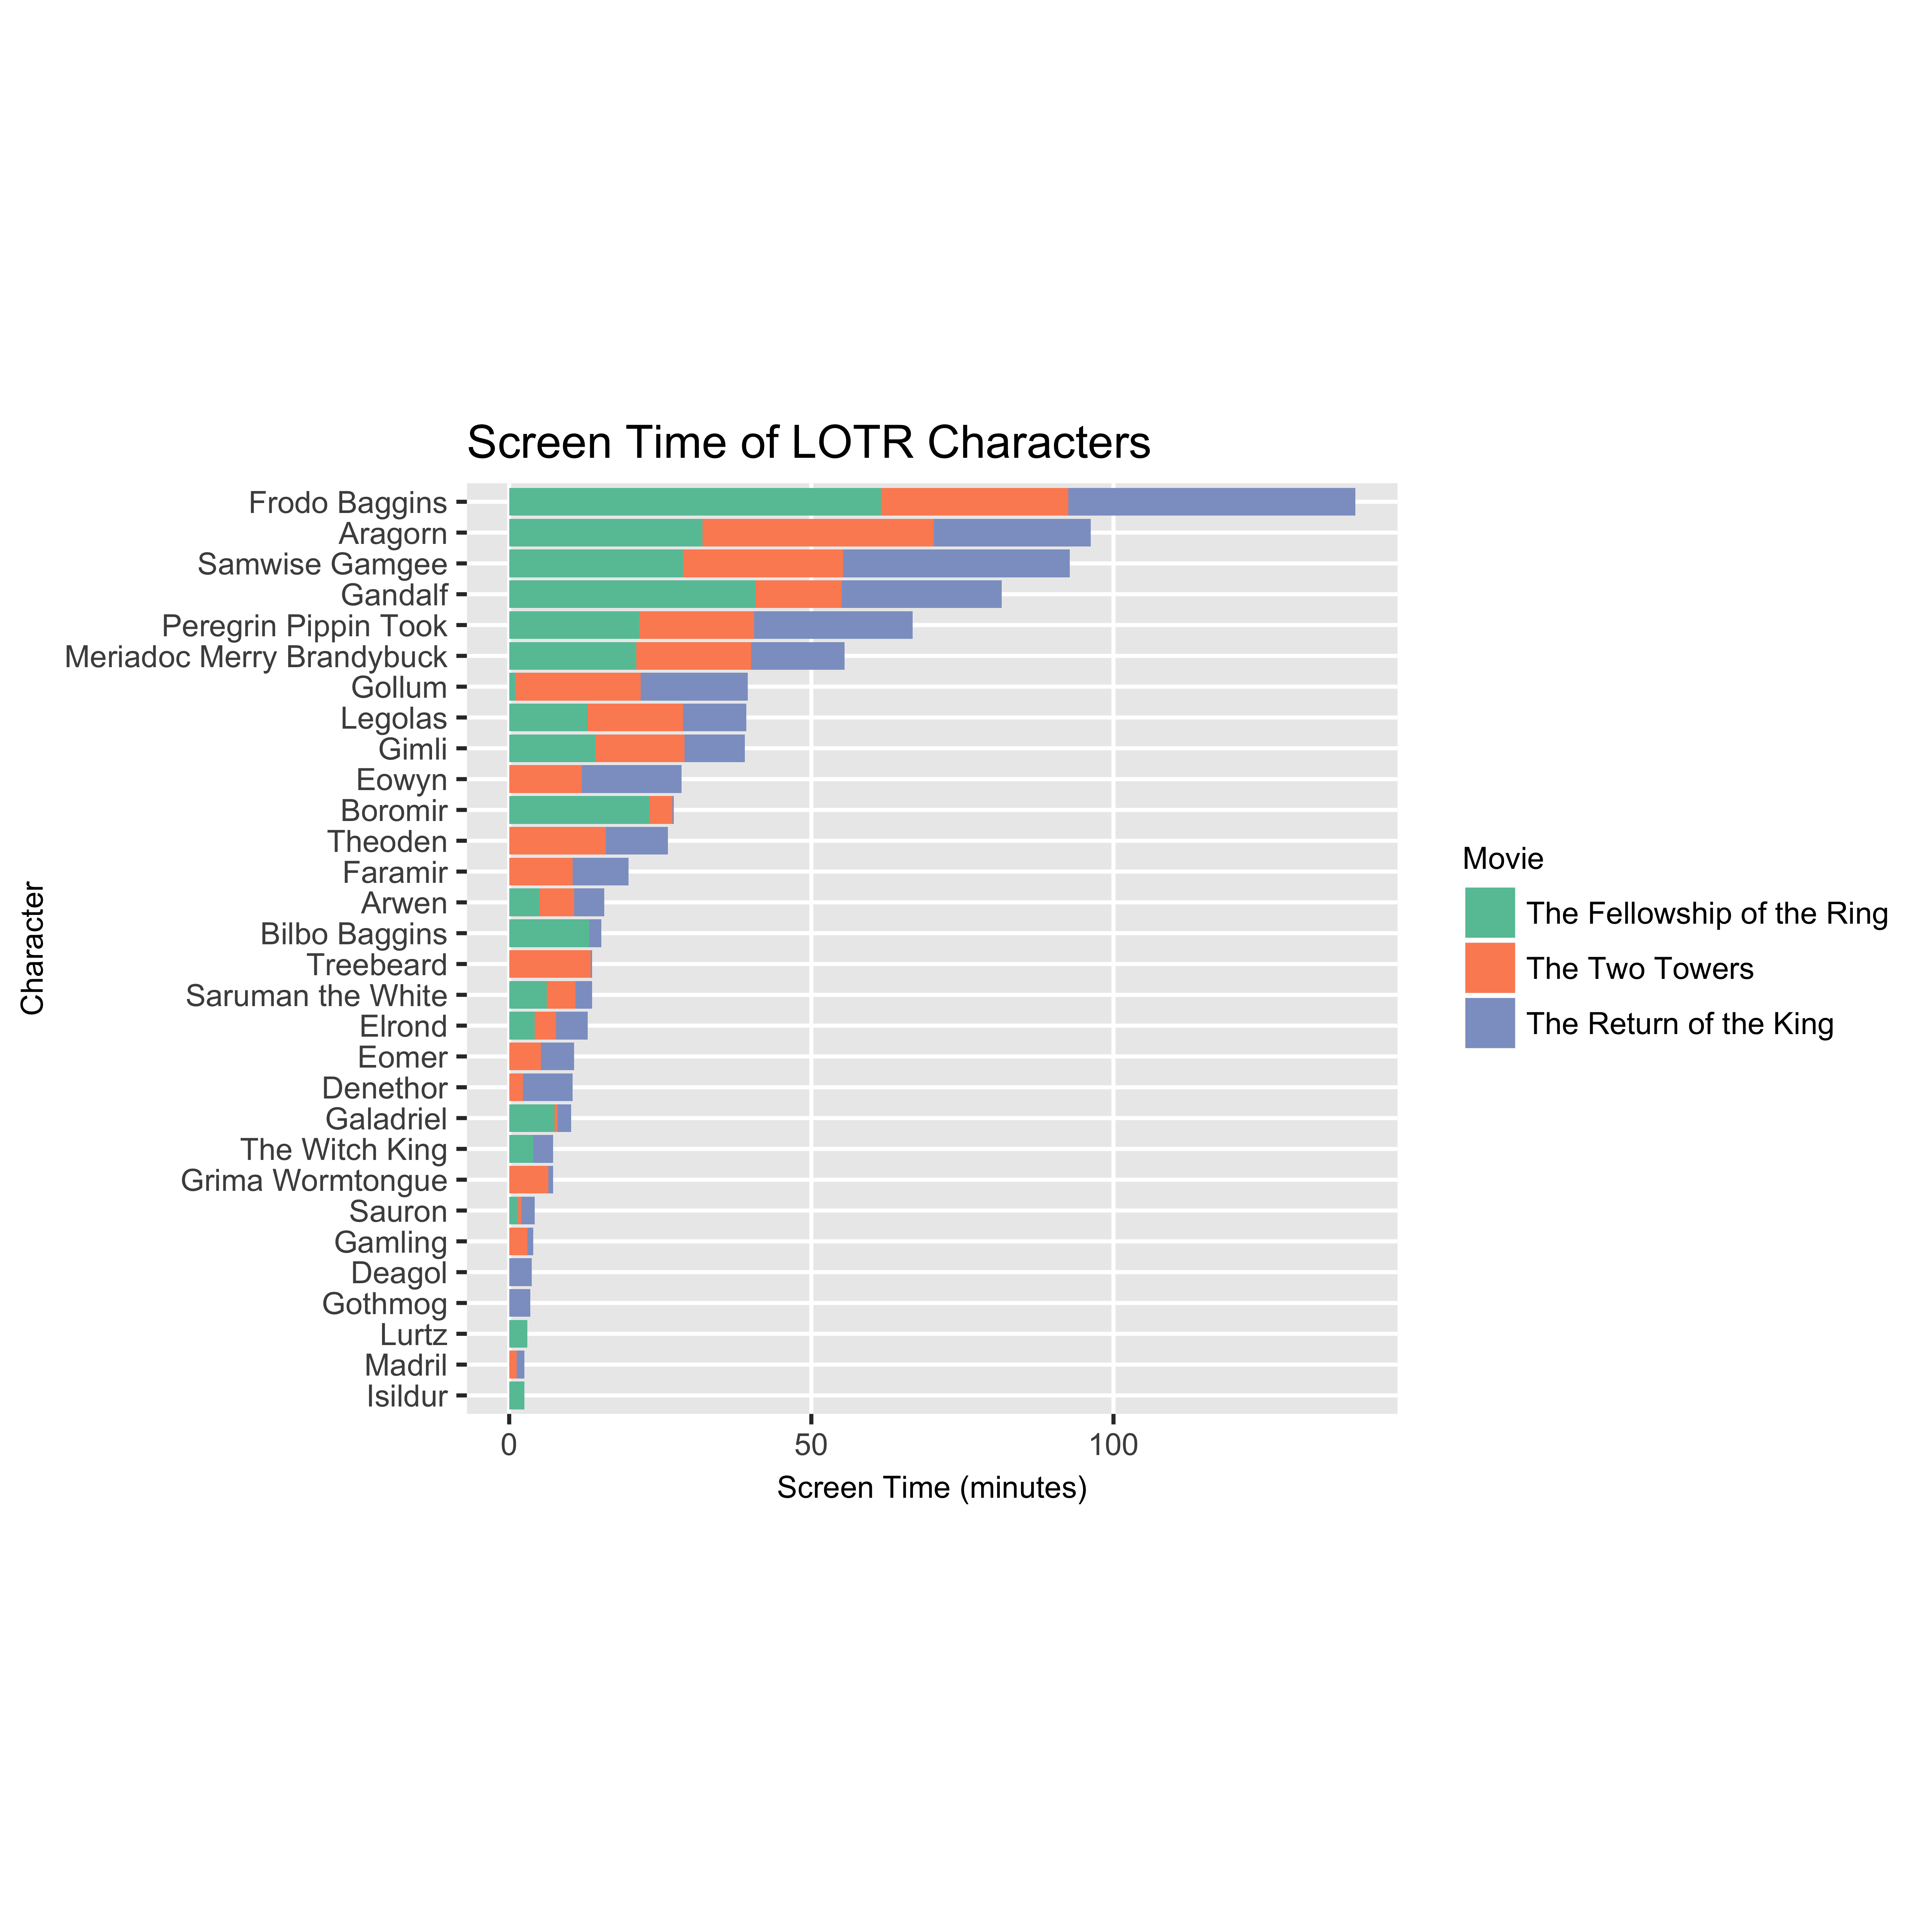 Screen Time of LOTR Characters
Frodo Baggins
Aragorn
Samwise Gamgee
Gandalf
Peregrin Pippin Took
Meriadoc Merry Brandybuck
Gollum
Legolas
Gimli
Eowyn
Boromir
Theoden
Faramir
Arwen
Bilbo Baggins
Treebeard
Saruman the White
Elrond
Eomer
Denethor
Galadriel
The Witch King
Grima Wormtongue
Sauron
Gamling
Deagol
Gothmog
Lurtz
Madril
Isildur
Character
0 50 100
Screen Time (minutes)
Movie
The Fellowship of the Ring
The Two Towers
The Return of the King